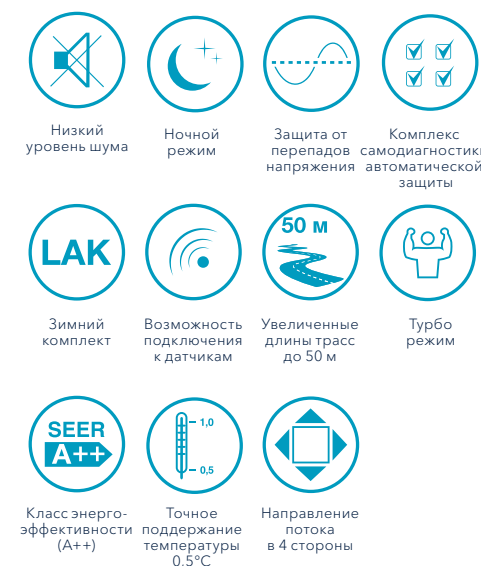 Низкий
уровень шума
Ночной
режим
Защита от
перепадов
напряжения
Комплекс
самодиагностики
автоматической
защиты
LAK
Зимний
комплект
Возможность
подключения
к датчикам
50 м
Увеличенные
длины трасс
до 50 м
Турбо
режим
SEER
A++
Класс энерго-
эффективности
(A++)
1,0
0,5
Точное
поддержание
температуры
0.5°C
Направление
потока
в 4 стороны